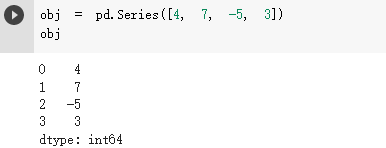 obj = pd.Series([4, 7, -5, 3])
obj
0 4
1 7
2 -5
3 3
dtype: int64